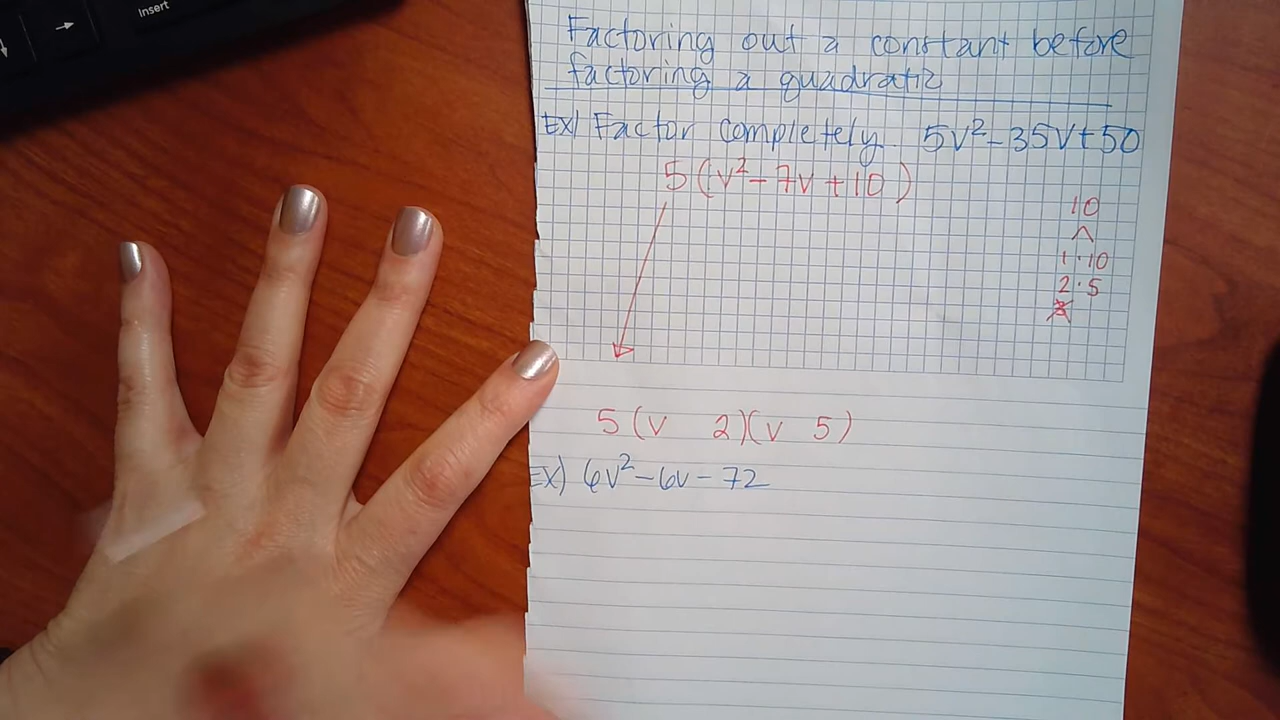 Insert
Factoring out a constant before
factoring a quadratic
Ex) Factor completely. 5v²-35v+50
5(v²-7v+10)
10
1·10
2·5
5(v 2)(v 5)
Ex) 6v²-6v-72